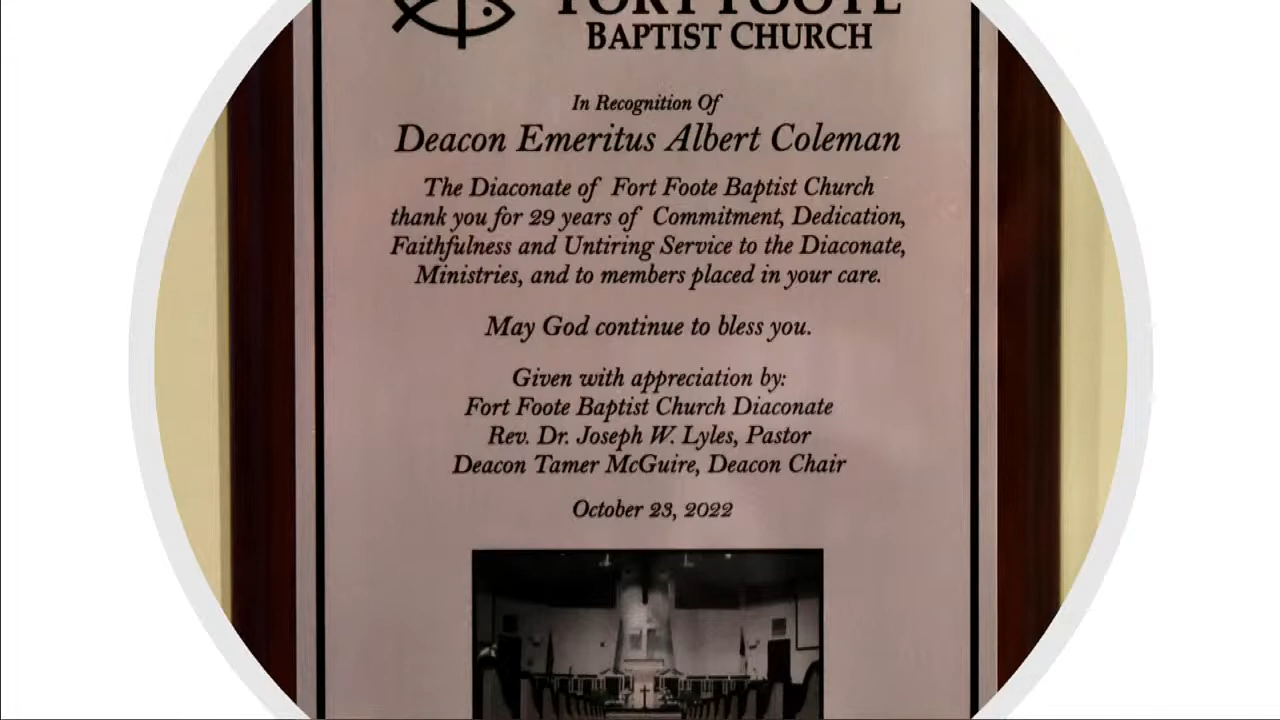 FORT FOOTE
BAPTIST CHURCH
In Recognition Of
Deacon Emeritus Albert Coleman
The Diaconate of Fort Foote Baptist Church
thank you for 29 years of Commitment, Dedication,
Faithfulness and Untiring Service to the Diaconate,
Ministries, and to members placed in your care.
May God continue to bless you.
Given with appreciation by:
Fort Foote Baptist Church Diaconate
Rev. Dr. Joseph W. Lyles, Pastor
Deacon Tamer McGuire, Deacon Chair
October 23, 2022